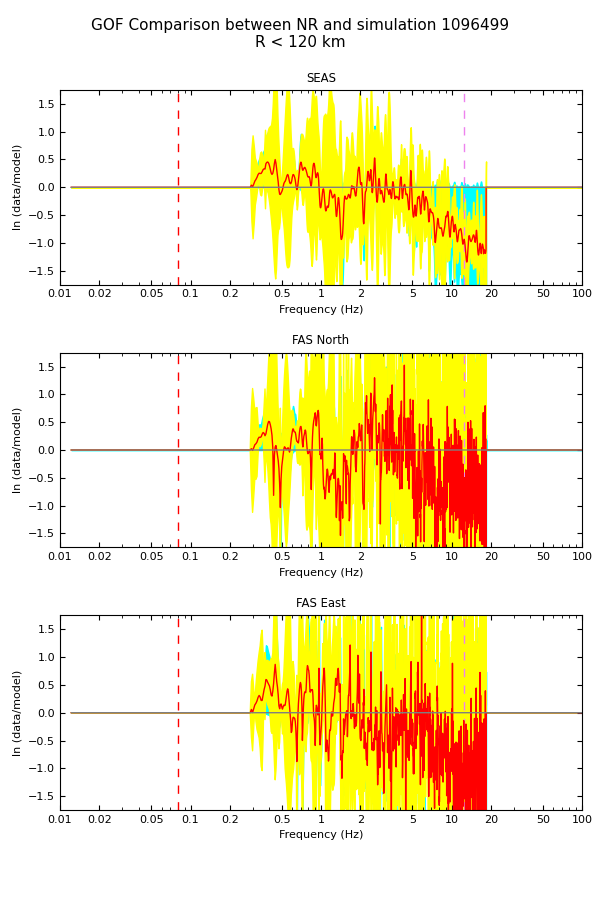 GOF Comparison between NR and simulation 1096499
R < 120 km
SEAS
ln (data/model)
1.5
1.0
0.5
0.0
−0.5
−1.0
−1.5
0.01 0.02 0.05 0.1 0.2 0.5 1 2 5 10 20 50 100
Frequency (Hz)
FAS North
ln (data/model)
1.5
1.0
0.5
0.0
−0.5
−1.0
−1.5
0.01 0.02 0.05 0.1 0.2 0.5 1 2 5 10 20 50 100
Frequency (Hz)
FAS East
ln (data/model)
1.5
1.0
0.5
0.0
−0.5
−1.0
−1.5
0.01 0.02 0.05 0.1 0.2 0.5 1 2 5 10 20 50 100
Frequency (Hz)